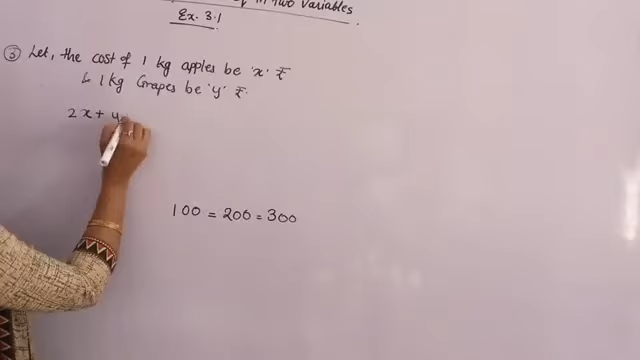 in Two Variables
Ex. 3.1
③ Let, the cost of 1 kg apples be 'x' ₹
& 1 kg Grapes be 'y' ₹.
2x + y
100 = 200 = 300